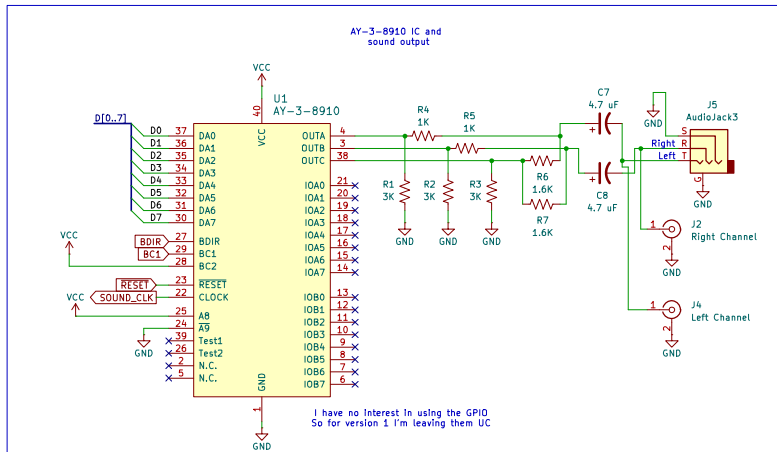 AY-3-8910 IC and
sound output
VCC
U1
AY-3-8910
40
VCC
D[0..7]
D0 37 DA0
D1 36 DA1
D2 35 DA2
D3 34 DA3
D4 33 DA4
D5 32 DA5
D6 31 DA6
D7 30 DA7
BDIR 27 BDIR
BC1 29 BC1
VCC
28 BC2
RESET 23 RESET
SOUND_CLK 22 CLOCK
VCC
25 A8
24 A9
GND
39 Test1
26 Test2
2 N.C.
5 N.C.
GND
1
GND
OUTA 4
OUTB 3
OUTC 38
IOA0 21
IOA1 20
IOA2 19
IOA3 18
IOA4 17
IOA5 16
IOA6 15
IOA7 14
IOB0 13
IOB1 12
IOB2 11
IOB3 10
IOB4 9
IOB5 8
IOB6 7
IOB7 6
R4
1K
R5
1K
R1
3K
GND
R2
3K
GND
R3
3K
GND
R6
1.6K
R7
1.6K
C7
4.7 uF
C8
4.7 uF
GND
J5
AudioJack3
S
Right R
Left T
G
GND
1 J2
Right Channel
2
GND
1 J4
Left Channel
2
GND
I have no interest in using the GPIO
So for version 1 I'm leaving them UC